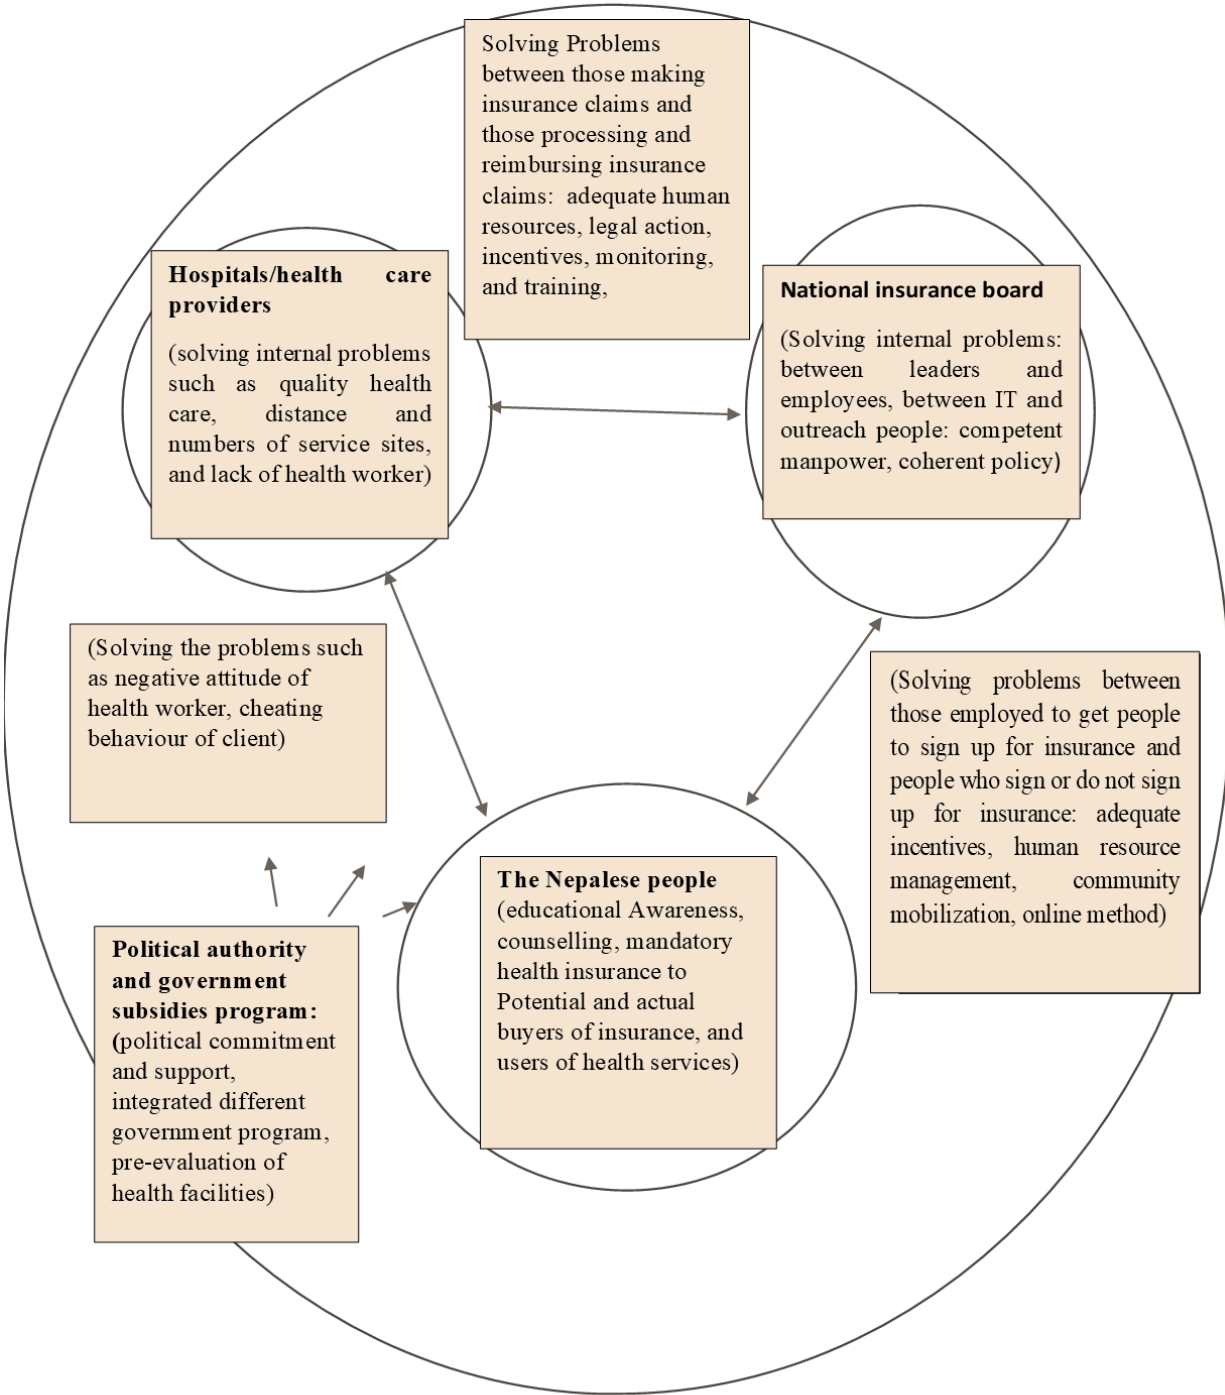 Solving Problems
between those making
insurance claims and
those processing and
reimbursing insurance
claims:  adequate human
resources, legal action,
incentives, monitoring,
and training,
Hospitals/health care
providers
(solving internal problems
such as quality health
care, distance and
numbers of service sites,
and lack of health worker)
National insurance board
(Solving internal problems:
between leaders and
employees, between IT and
outreach people: competent
manpower, coherent policy)
(Solving the problems such
as negative attitude of
health worker, cheating
behaviour of client)
(Solving problems between
those employed to get people
to sign up for insurance and
people who sign or do not sign
up for insurance: adequate
incentives, human resource
management, community
mobilization, online method)
The Nepalese people
(educational Awareness,
counselling, mandatory
health insurance to
Potential and actual
buyers of insurance, and
users of health services)
Political authority
and government
subsidies program:
(political commitment
and support,
integrated different
government program,
pre-evaluation of
health facilities)